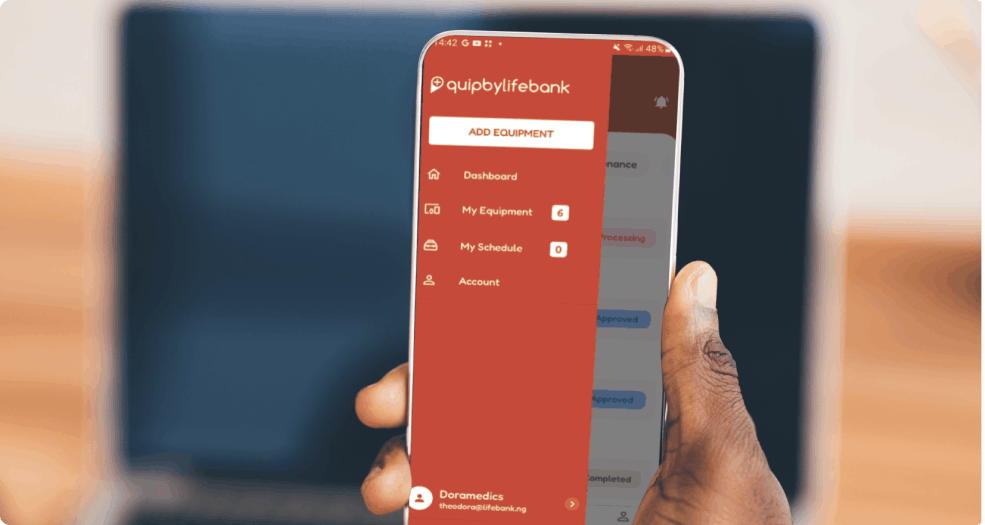 14:42
48%
quipbylifebank
ADD EQUIPMENT
Dashboard
My Equipment 6
My Schedule 0
Account
Processing
Approved
Approved
Completed
Doramedics
theodora@lifebank.ng